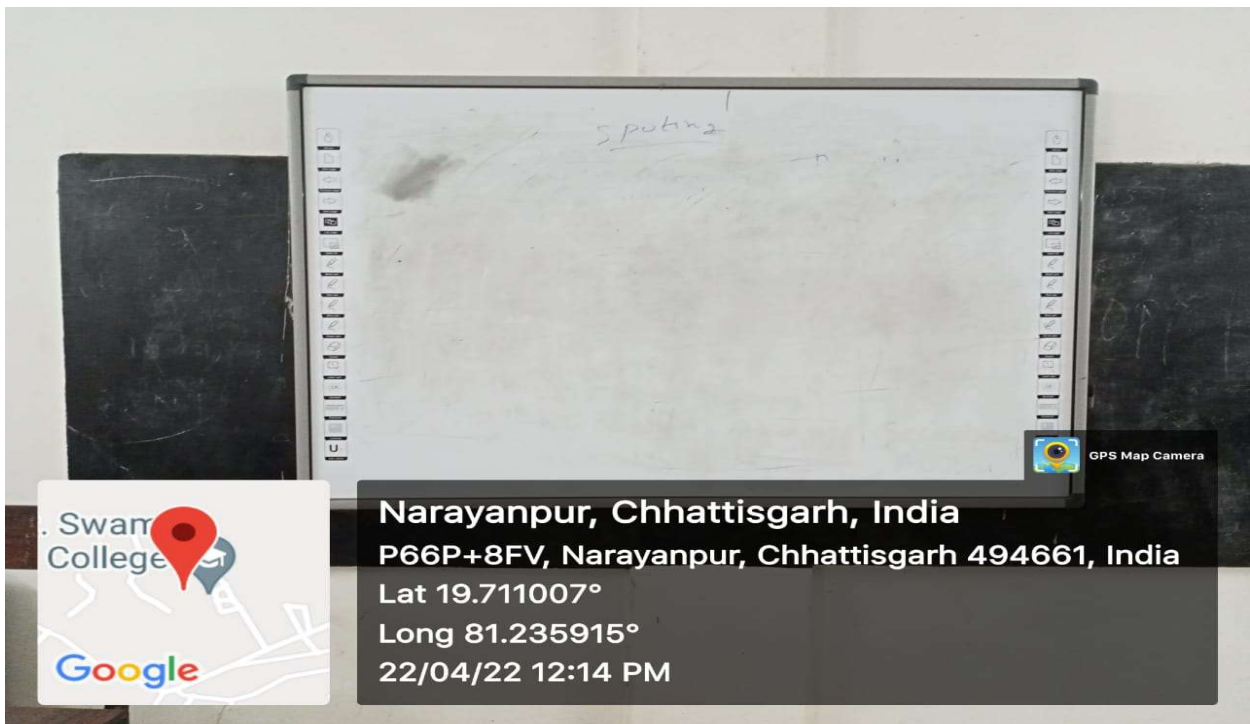 Sputing
U
GPS Map Camera
. Swam
College
Google
Narayanpur, Chhattisgarh, India
P66P+8FV, Narayanpur, Chhattisgarh 494661, India
Lat 19.711007°
Long 81.235915°
22/04/22 12:14 PM